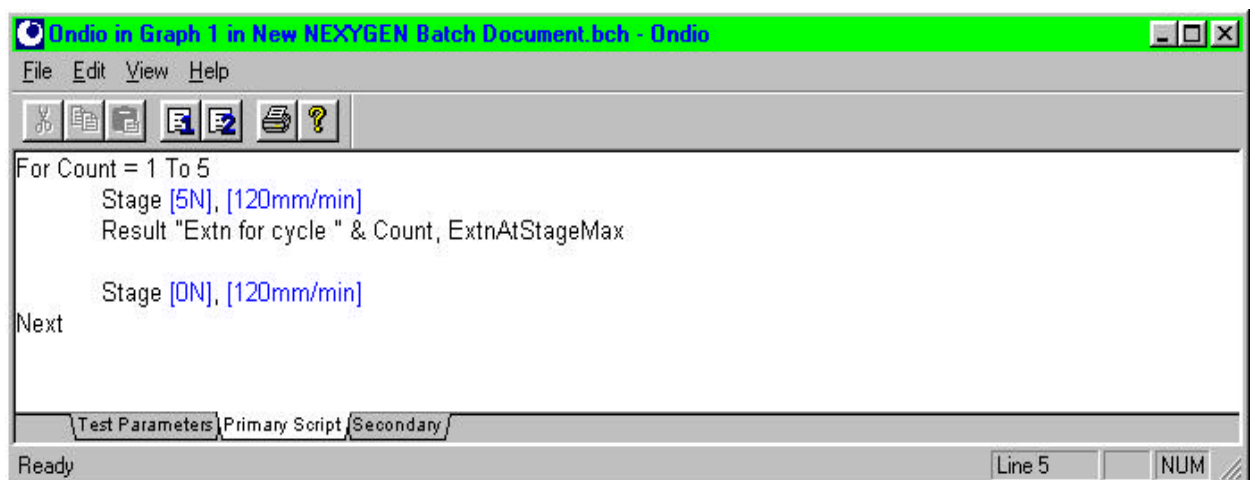 Ondio in Graph 1 in New NEXYGEN Batch Document.bch - Ondio
File Edit View Help
1 2 ?
For Count = 1 To 5
Stage [5N], [120mm/min]
Result "Extn for cycle " & Count, ExtnAtStageMax
Stage [0N], [120mm/min]
Next
Test Parameters Primary Script Secondary
Ready Line 5 NUM